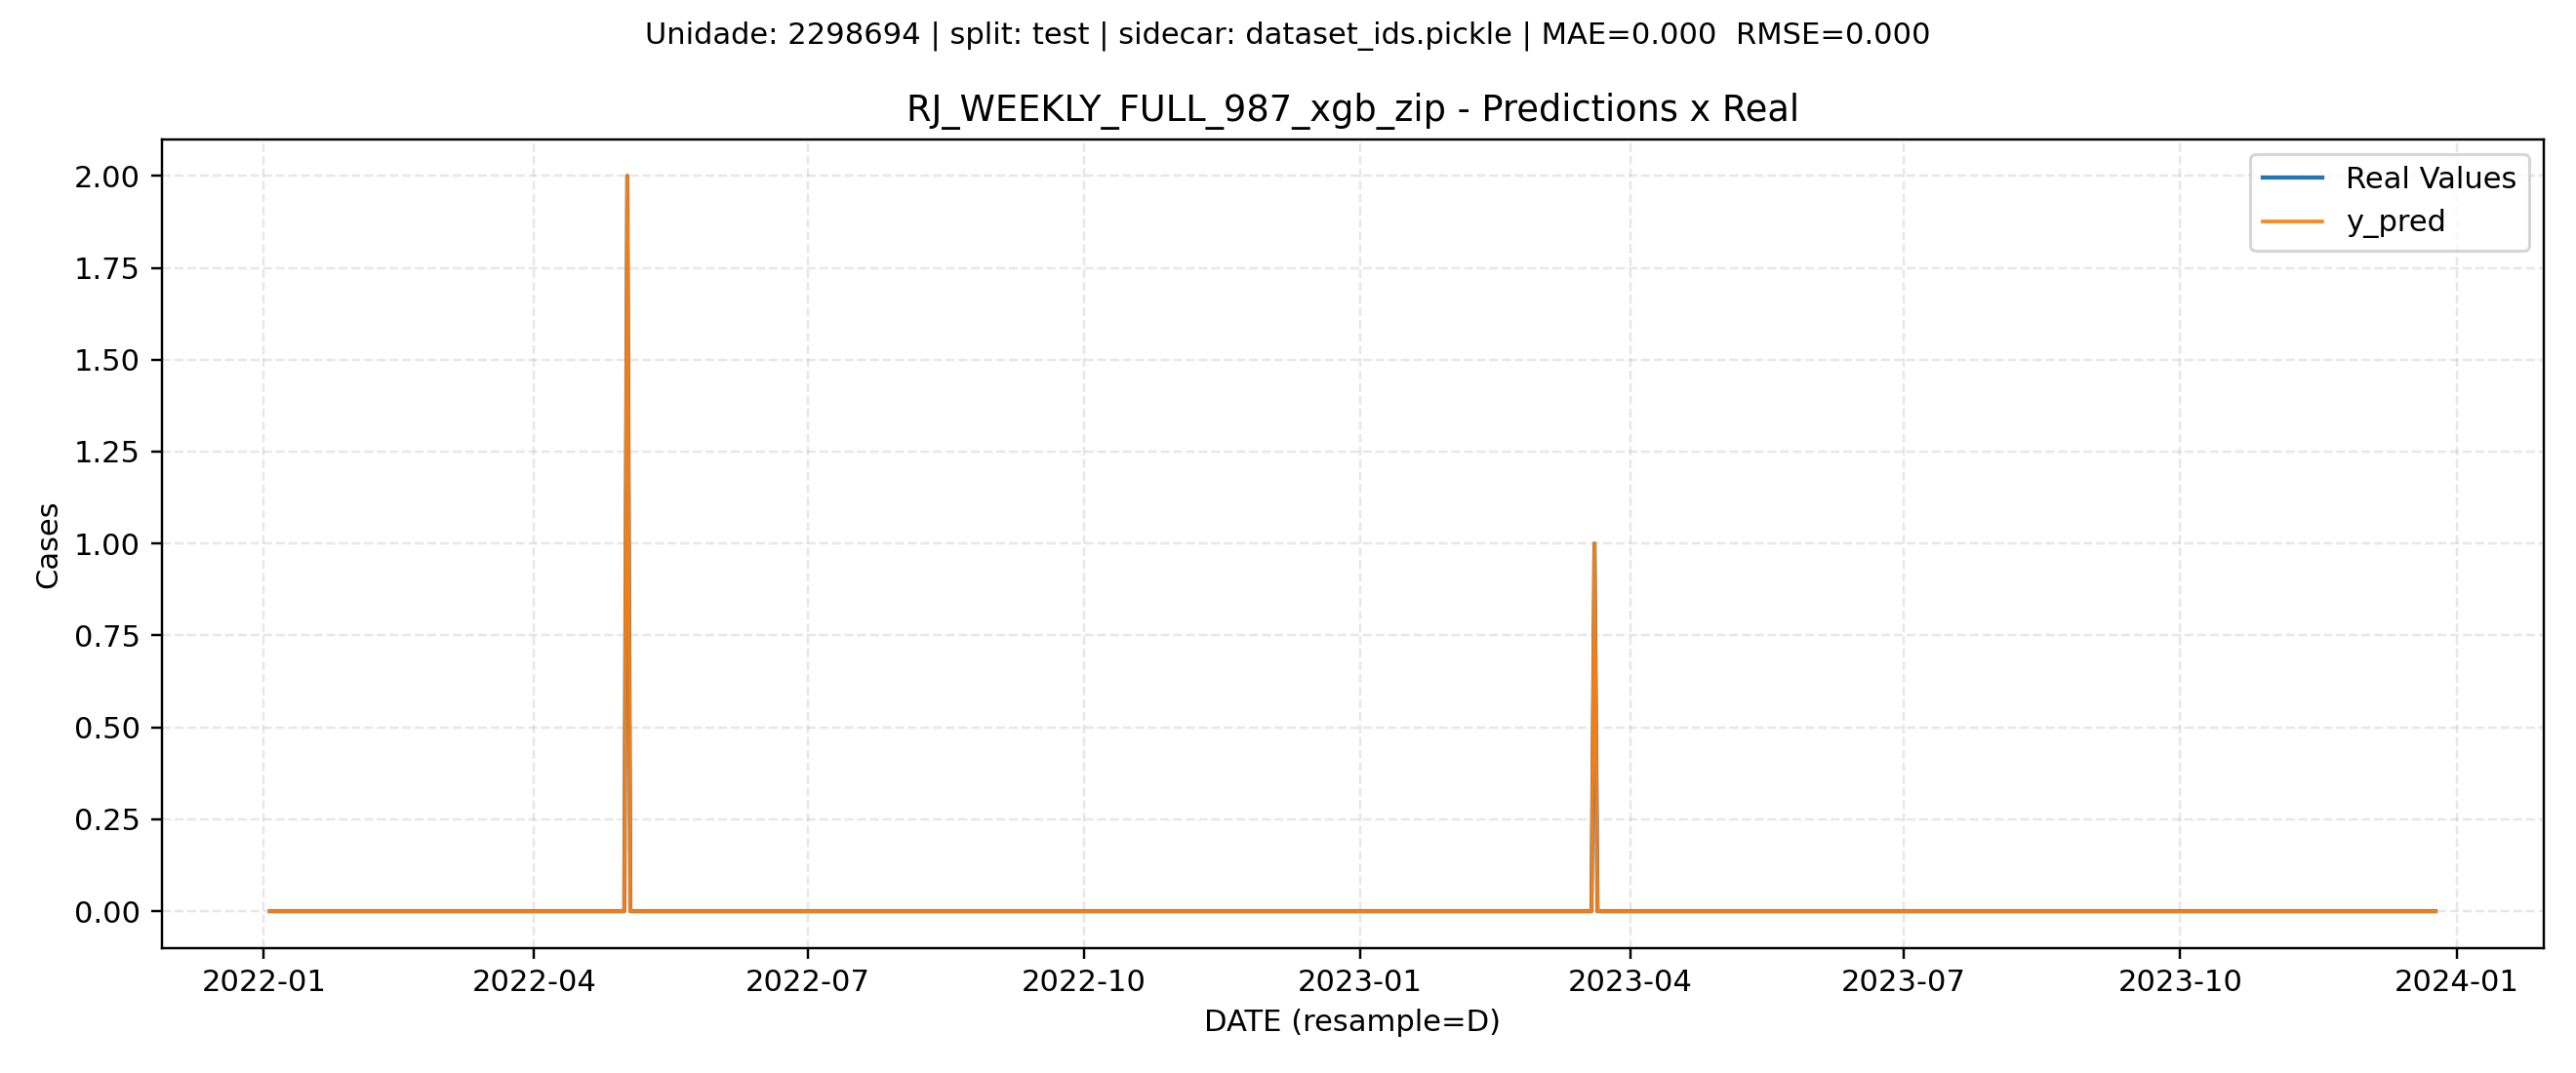 Unidade: 2298694 | split: test | sidecar: dataset_ids.pickle | MAE=0.000  RMSE=0.000
RJ_WEEKLY_FULL_987_xgb_zip - Predictions x Real
Real Values
y_pred
2.00
1.75
1.50
1.25
1.00
0.75
0.50
0.25
0.00
Cases
2022-01 2022-04 2022-07 2022-10 2023-01 2023-04 2023-07 2023-10 2024-01
DATE (resample=D)